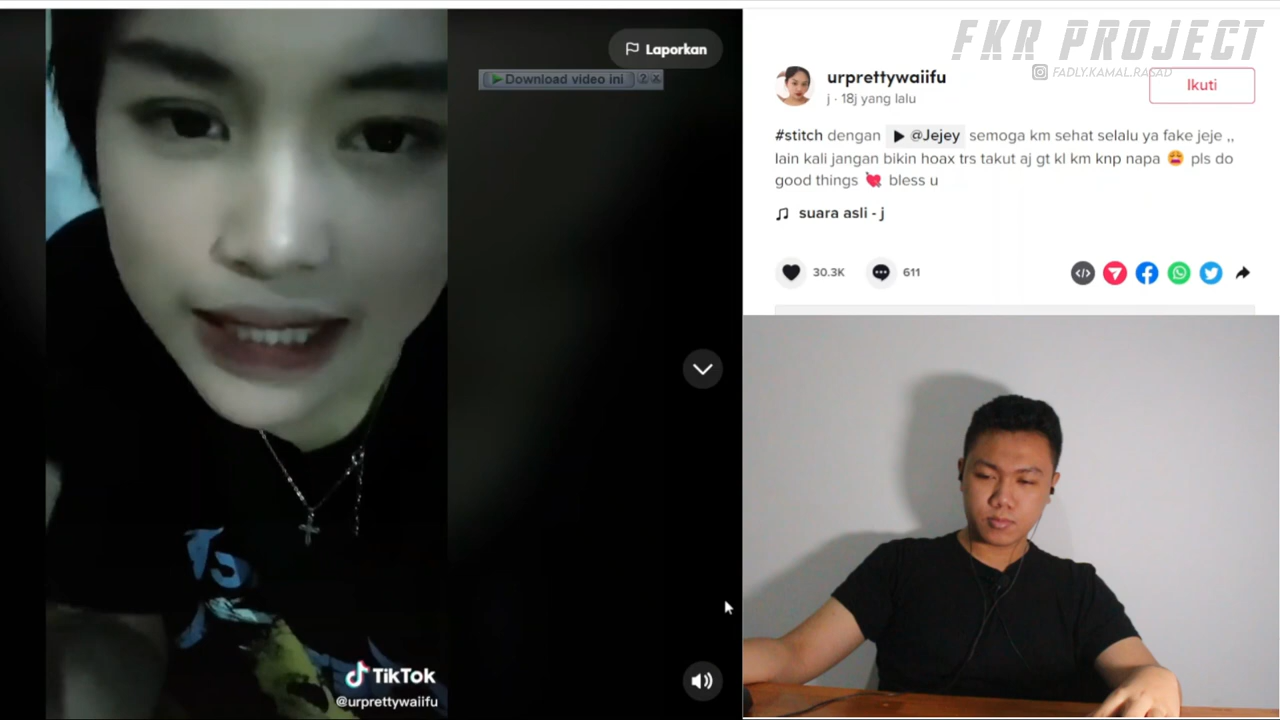 FKR PROJECT
FADLY.KAMAL.RASAD
Laporkan
Download video ini
?
urprettywaiifu
j · 18j yang lalu
Ikuti
#stitch dengan @Jejey semoga km sehat selalu ya fake jeje ,,
lain kali jangan bikin hoax trs takut aj gt kl km knp napa 🤩 pls do
good things 💘 bless u
suara asli - j
30.3K
611
TikTok
@urprettywaiifu